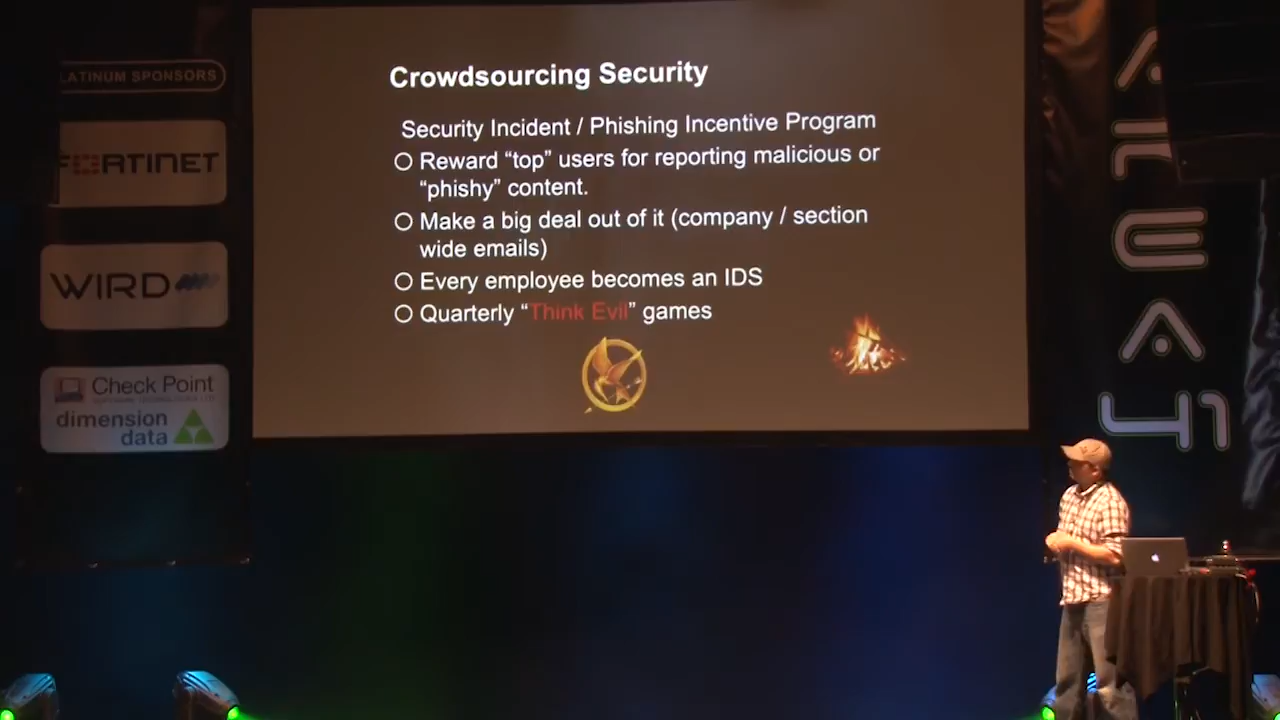 LATINUM SPONSORS
FORTINET
WIRD
Check Point
dimension
data
Crowdsourcing Security
Security Incident / Phishing Incentive Program
Reward “top” users for reporting malicious or
“phishy” content.
Make a big deal out of it (company / section
wide emails)
Every employee becomes an IDS
Quarterly “Think Evil” games
AREA
41